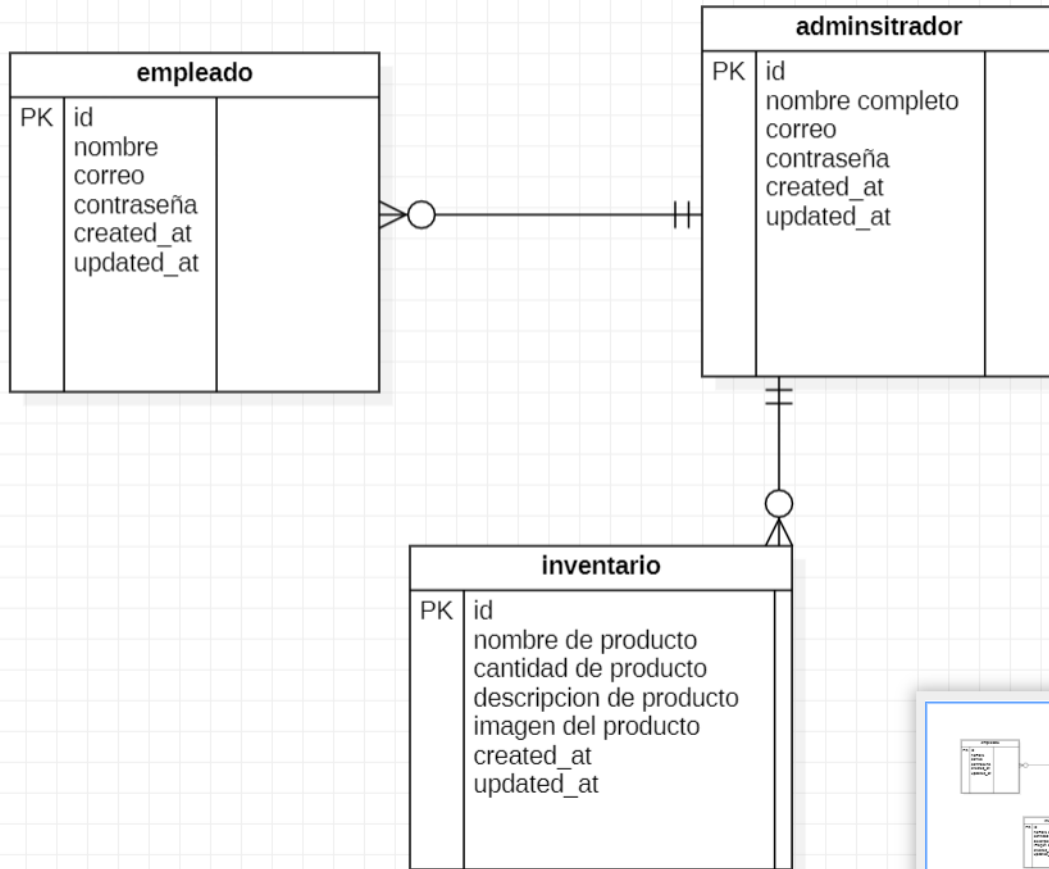 empleado
PK id
nombre
correo
contraseña
created_at
updated_at
adminsitrador
PK id
nombre completo
correo
contraseña
created_at
updated_at
inventario
PK id
nombre de producto
cantidad de producto
descripcion de producto
imagen del producto
created_at
updated_at